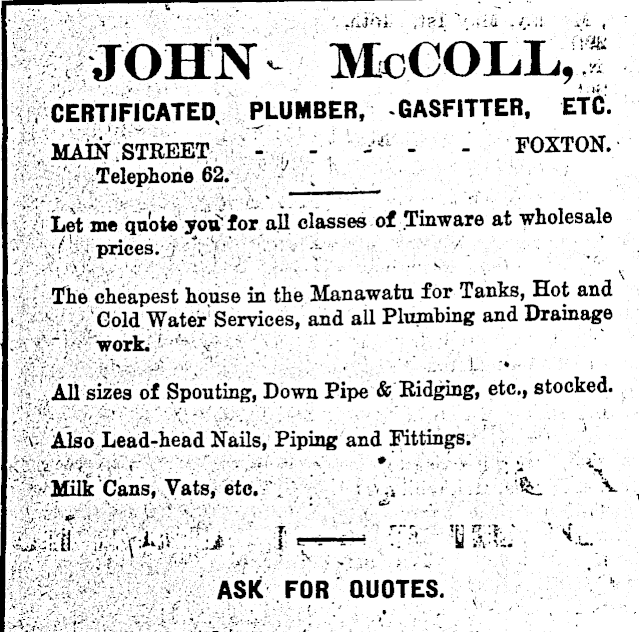 JOHN McCOLL,
CERTIFICATED, PLUMBER, GASFITTER, ETC.
MAIN STREET - - - - - FOXTON.
Telephone 62.
Let me quote you for all classes of Tinware at wholesale
prices.
The cheapest house in the Manawatu for Tanks, Hot and
Cold Water Services, and all Plumbing and Drainage
work.
All sizes of Spouting, Down Pipe & Ridging, etc., stocked.
Also Lead-head Nails, Piping and Fittings.
Milk Cans, Vats, etc.
ASK FOR QUOTES.